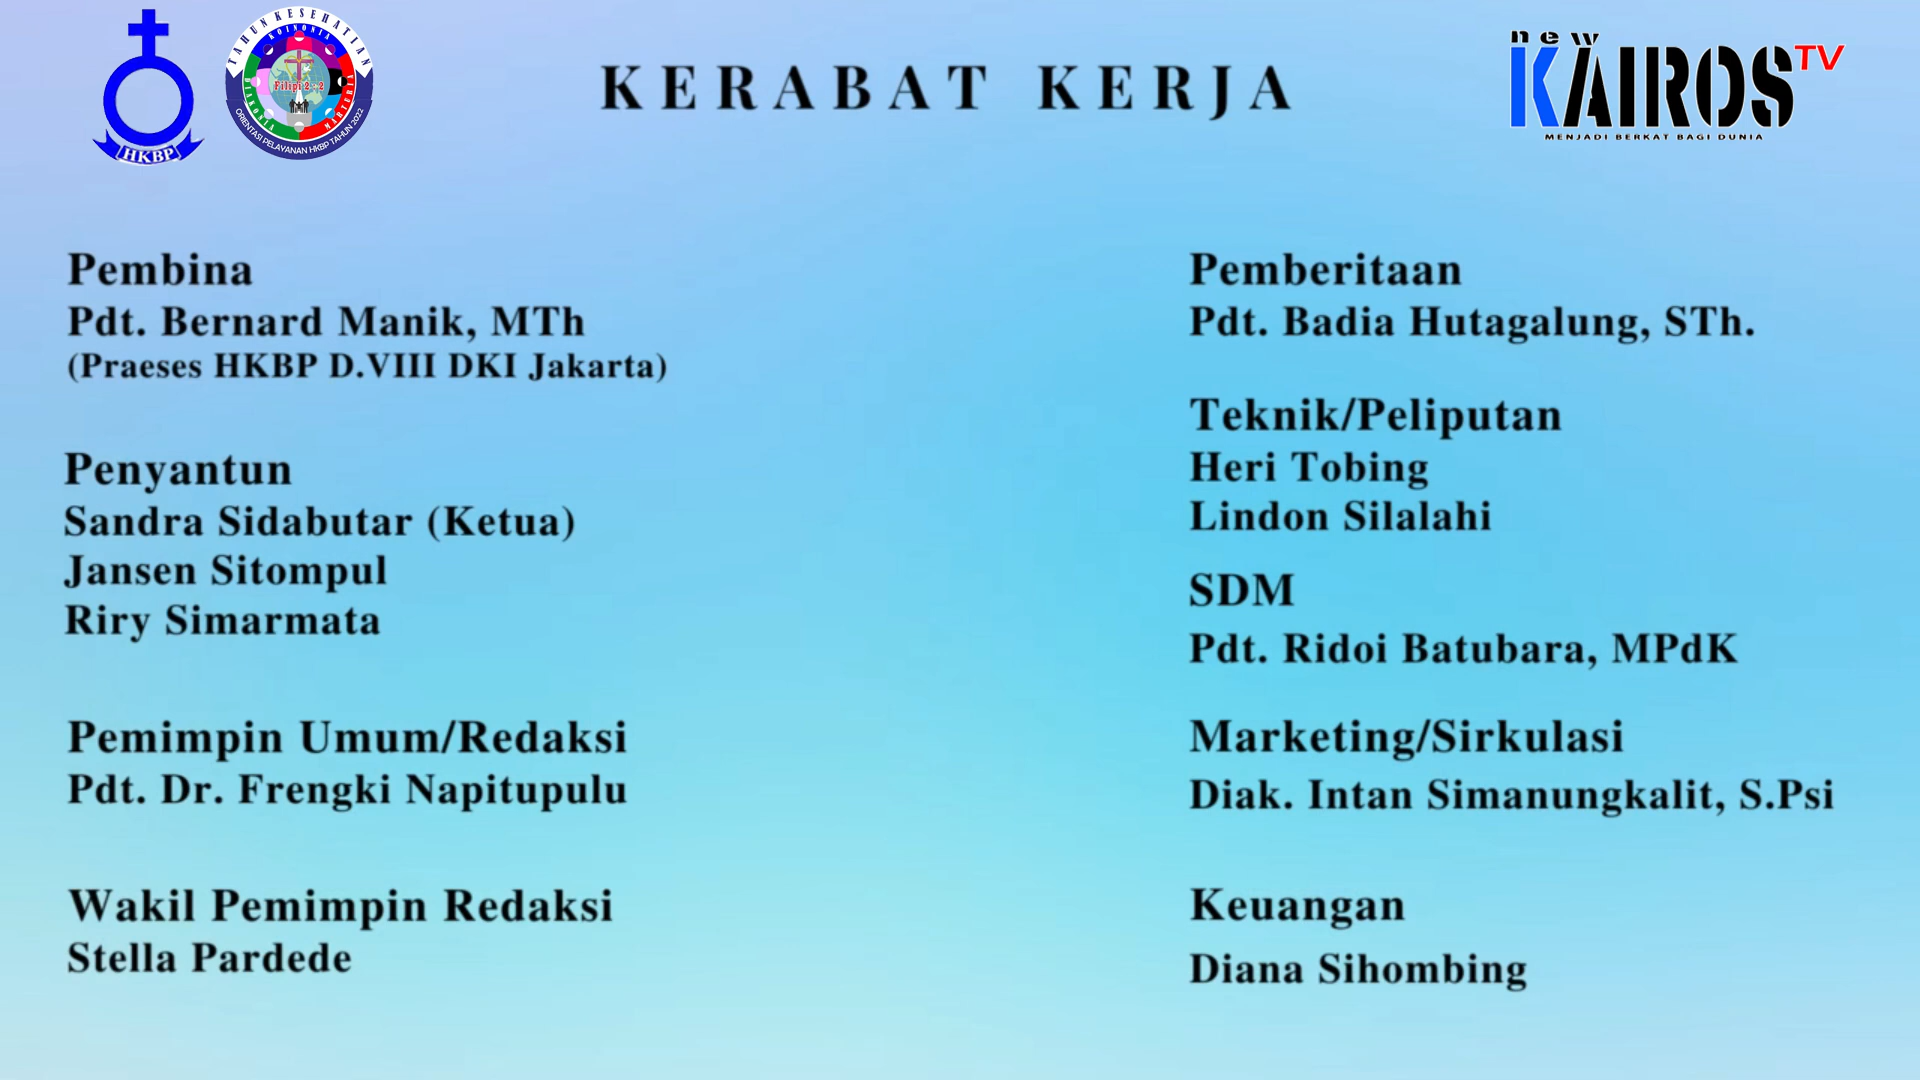 HKBP
TAHUN KESEHATIAN
KOINONIA
DIAKONIA
MARTURIA
Filipi 2 : 2
ORIENTASI PELAYANAN HKBP TAHUN 2022
KERABAT KERJA
new
KAIROS TV
MENJADI BERKAT BAGI DUNIA
Pembina
Pdt. Bernard Manik, MTh
(Praeses HKBP D.VIII DKI Jakarta)
Penyantun
Sandra Sidabutar (Ketua)
Jansen Sitompul
Riry Simarmata
Pemimpin Umum/Redaksi
Pdt. Dr. Frengki Napitupulu
Wakil Pemimpin Redaksi
Stella Pardede
Pemberitaan
Pdt. Badia Hutagalung, STh.
Teknik/Peliputan
Heri Tobing
Lindon Silalahi
SDM
Pdt. Ridoi Batubara, MPdK
Marketing/Sirkulasi
Diak. Intan Simanungkalit, S.Psi
Keuangan
Diana Sihombing